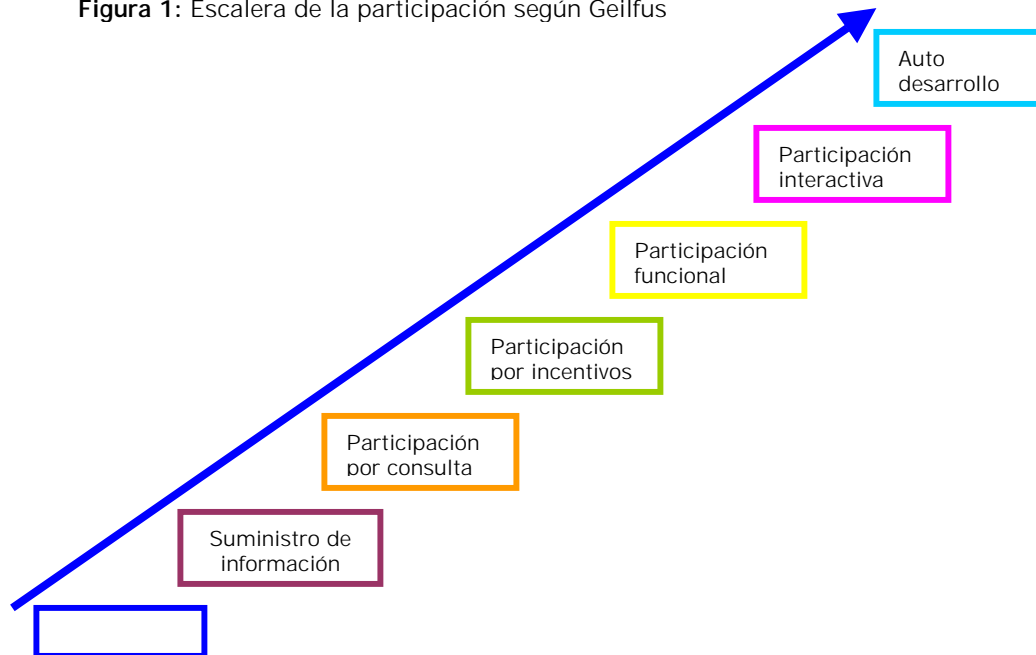 Figura 1: Escalera de la participación según Geilfus
Auto
desarrollo
Participación
interactiva
Participación
funcional
Participación
por incentivos
Participación
por consulta
Suministro de
información